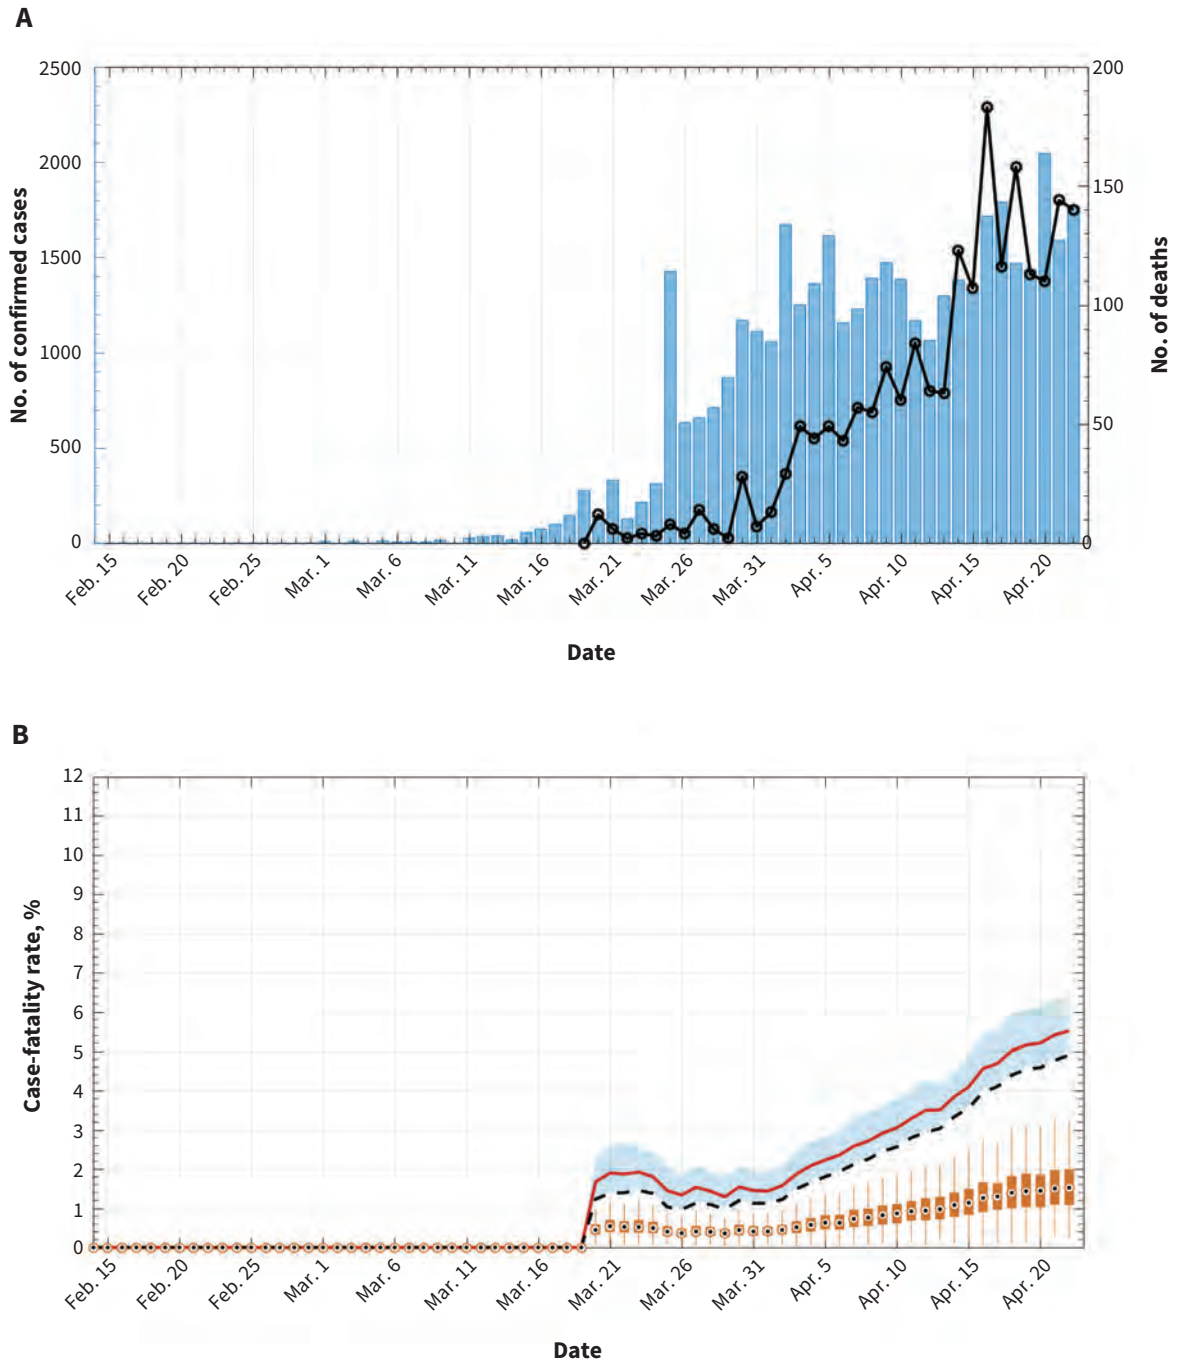 A
2500
2000
1500
1000
500
0
No. of confirmed cases
200
150
100
50
0
No. of deaths
Feb. 15
Feb. 20
Feb. 25
Mar. 1
Mar. 6
Mar. 11
Mar. 16
Mar. 21
Mar. 26
Mar. 31
Apr. 5
Apr. 10
Apr. 15
Apr. 20
Date
B
12
11
10
9
8
7
6
5
4
3
2
1
0
Case-fatality rate, %
Feb. 15
Feb. 20
Feb. 25
Mar. 1
Mar. 6
Mar. 11
Mar. 16
Mar. 21
Mar. 26
Mar. 31
Apr. 5
Apr. 10
Apr. 15
Apr. 20
Date